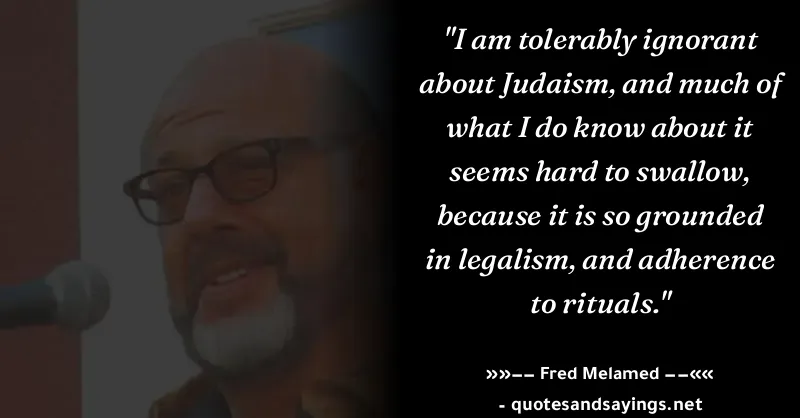 "I am tolerably ignorant
about Judaism, and much of
what I do know about it
seems hard to swallow,
because it is so grounded
in legalism, and adherence
to rituals."
»»—— Fred Melamed ——««
- quotesandsayings.net